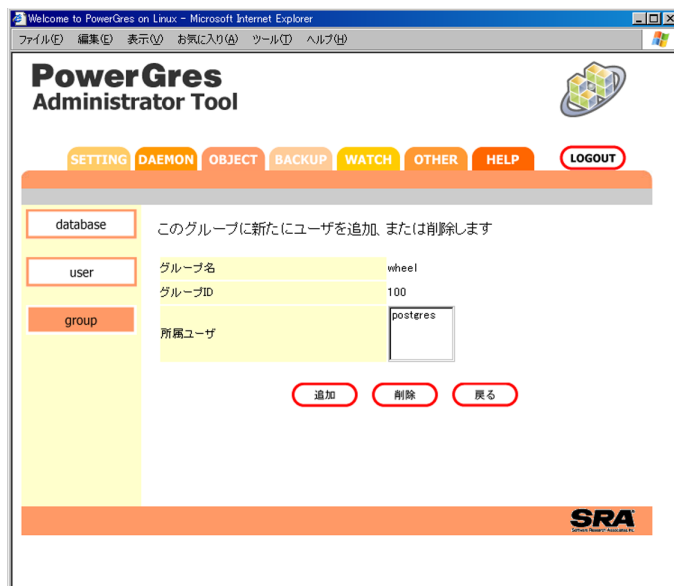 Welcome to PowerGres on Linux - Microsoft Internet Explorer
ファイル(F) 編集(E) 表示(V) お気に入り(A) ツール(T) ヘルプ(H)
PowerGres
Administrator Tool
SETTING DAEMON OBJECT BACKUP WATCH OTHER HELP LOGOUT
database
このグループに新たにユーザを追加、または削除します
user
グループ名 wheel
グループID 100
group
所属ユーザ postgres
追加 削除 戻る
SRA
Software Research Associates Inc.